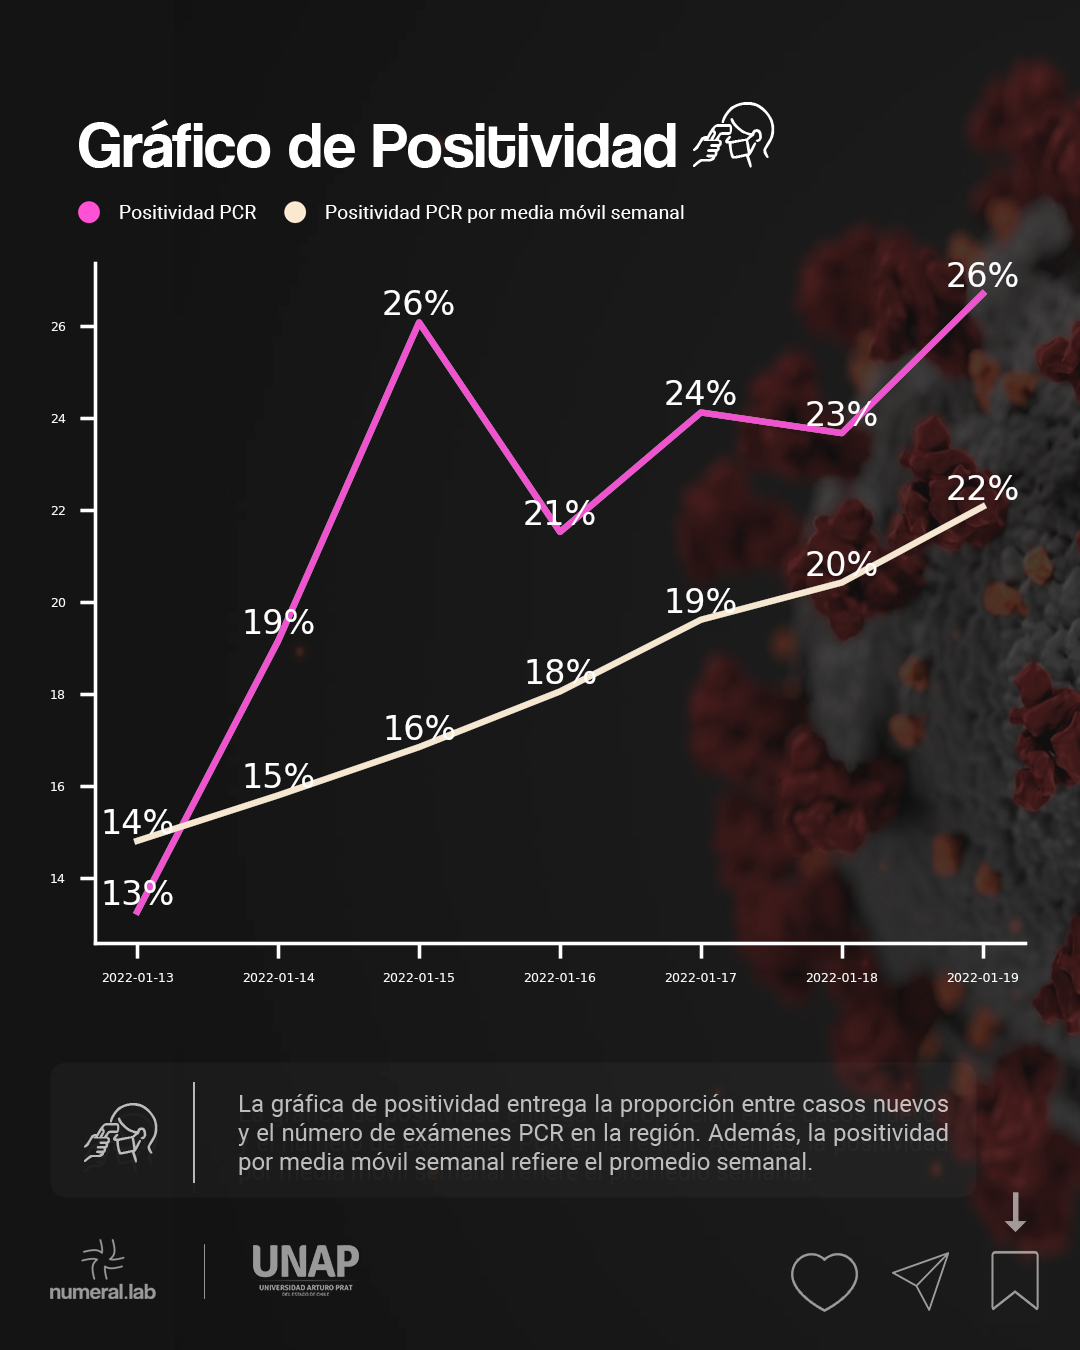 Gráfico de Positividad
Positividad PCR
Positividad PCR por media móvil semanal
26
24
22
20
18
16
14
26%
26%
24%
23%
21%
22%
20%
19%
19%
18%
16%
15%
14%
13%
2022-01-13
2022-01-14
2022-01-15
2022-01-16
2022-01-17
2022-01-18
2022-01-19
La gráfica de positividad entrega la proporción entre casos nuevos
y el número de exámenes PCR en la región. Además, la positividad
por media móvil semanal refiere el promedio semanal.
numeral.lab
UNAP
UNIVERSIDAD ARTURO PRAT
DEL ESTADO DE CHILE